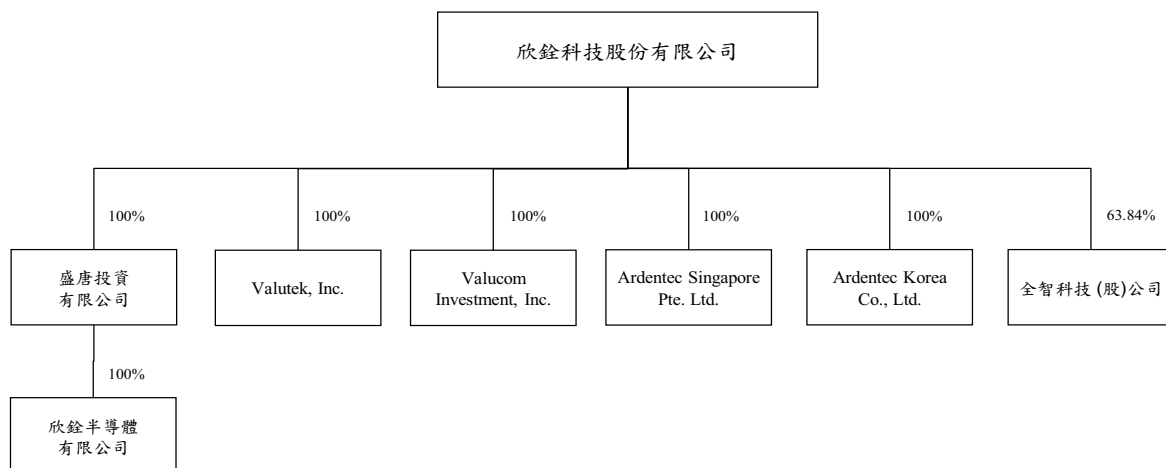 欣銓科技股份有限公司
100%
100%
100%
100%
100%
63.84%
盛唐投資
有限公司
Valutek, Inc.
Valucom
Investment, Inc.
Ardentec Singapore
Pte. Ltd.
Ardentec Korea
Co., Ltd.
全智科技 (股)公司
100%
欣銓半導體
有限公司